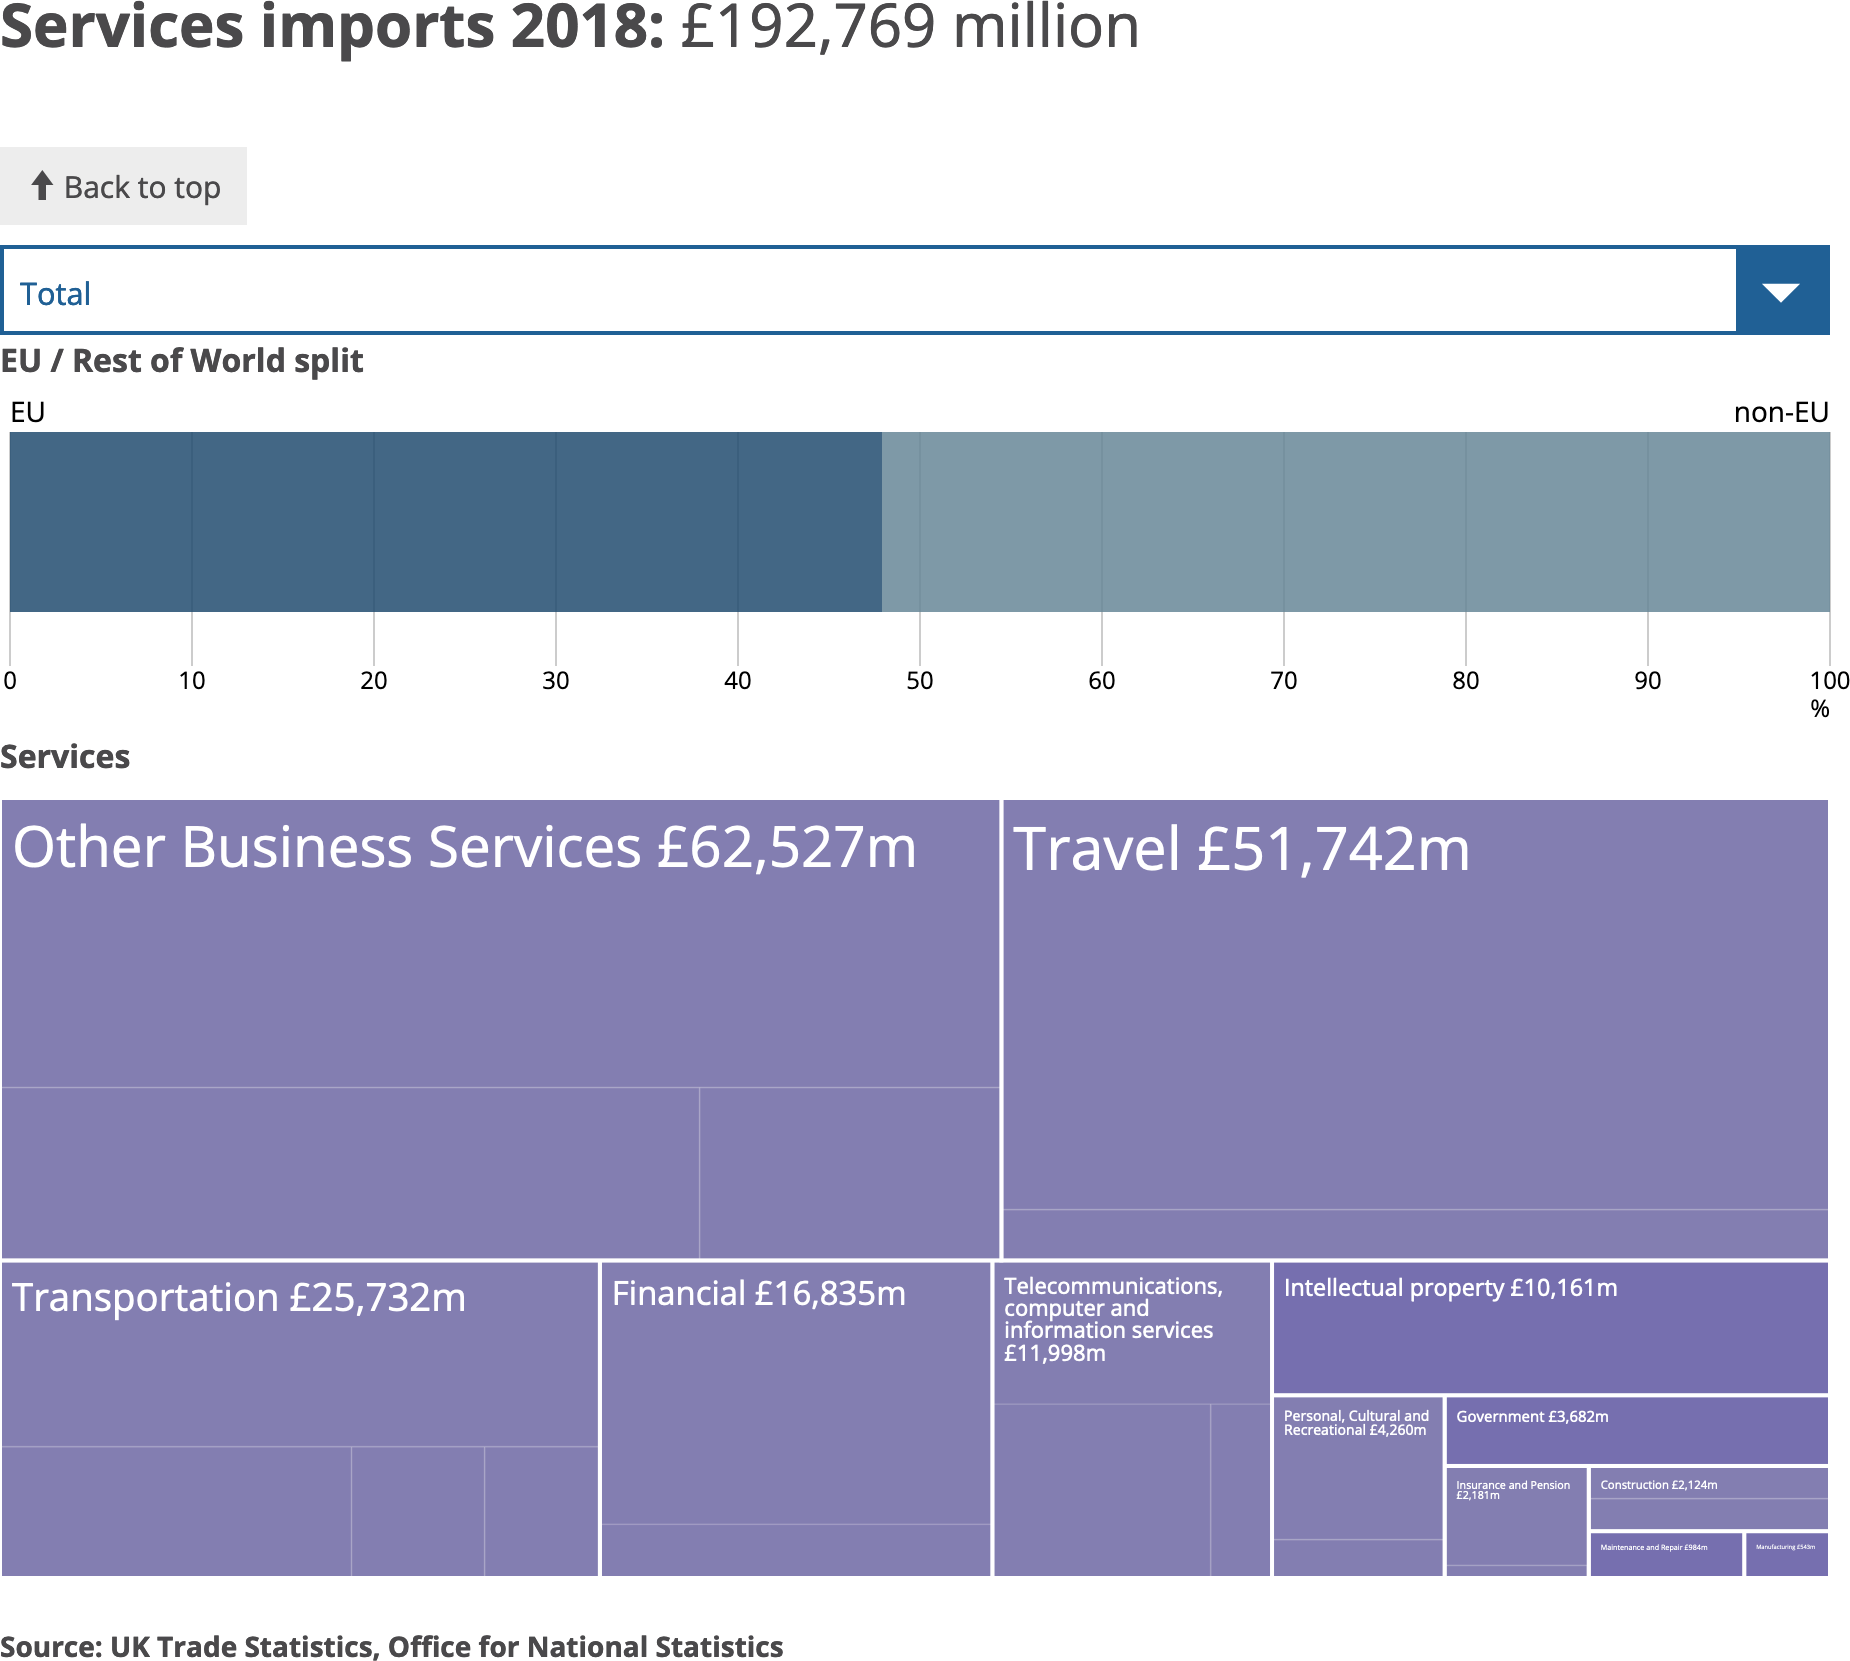 Services imports 2018: £192,769 million
Back to top
Total
EU / Rest of World split
EU
non-EU
0
10
20
30
40
50
60
70
80
90
100
%
Services
Other Business Services £62,527m
Travel £51,742m
Transportation £25,732m
Financial £16,835m
Telecommunications,
computer and
information services
£11,998m
Intellectual property £10,161m
Personal, Cultural and
Recreational £4,260m
Government £3,682m
Insurance and Pension
£2,181m
Construction £2,124m
Maintenance and Repair £984m
Manufacturing £543m
Source: UK Trade Statistics, Office for National Statistics